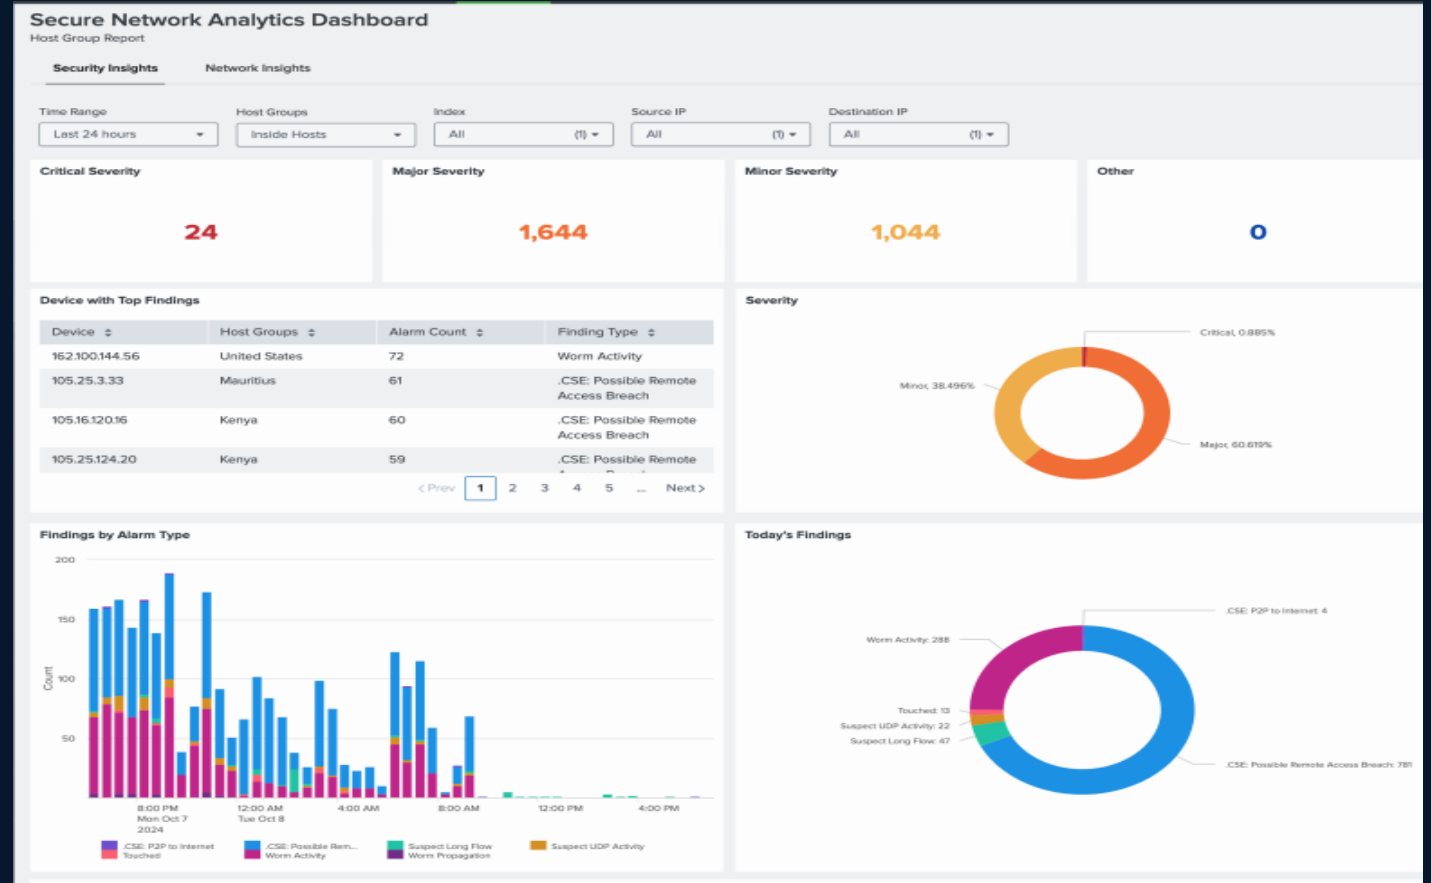 Secure Network Analytics Dashboard
Host Group Report
Security Insights Network Insights
Time Range Host Groups Index Source IP Destination IP
Last 24 hours Inside Hosts All (1) All (1) All (1)
Critical Severity Major Severity Minor Severity Other
24 1,644 1,044 0
Device with Top Findings
Device Host Groups Alarm Count Finding Type
162.100.144.56 United States 72 Worm Activity
105.25.3.33 Mauritius 61 .CSE: Possible Remote
Access Breach
105.16.120.16 Kenya 60 .CSE: Possible Remote
Access Breach
105.25.124.20 Kenya 59 .CSE: Possible Remote
< Prev 1 2 3 4 5 ... Next >
Severity
Critical, 0.885%
Minor, 38.496%
Major, 60.619%
Findings by Alarm Type
200
150
100
50
Count
8:00 PM 12:00 AM 4:00 AM 8:00 AM 12:00 PM 4:00 PM
Mon Oct 7 Tue Oct 8
2024
.CSE: P2P to Internet .CSE: Possible Rem... Suspect Long Flow Suspect UDP Activity
Touched Worm Activity Worm Propagation
Today's Findings
.CSE: P2P to Internet: 4
Worm Activity: 288
Touched: 13
Suspect UDP Activity: 22
Suspect Long Flow: 47
.CSE: Possible Remote Access Breach: 781